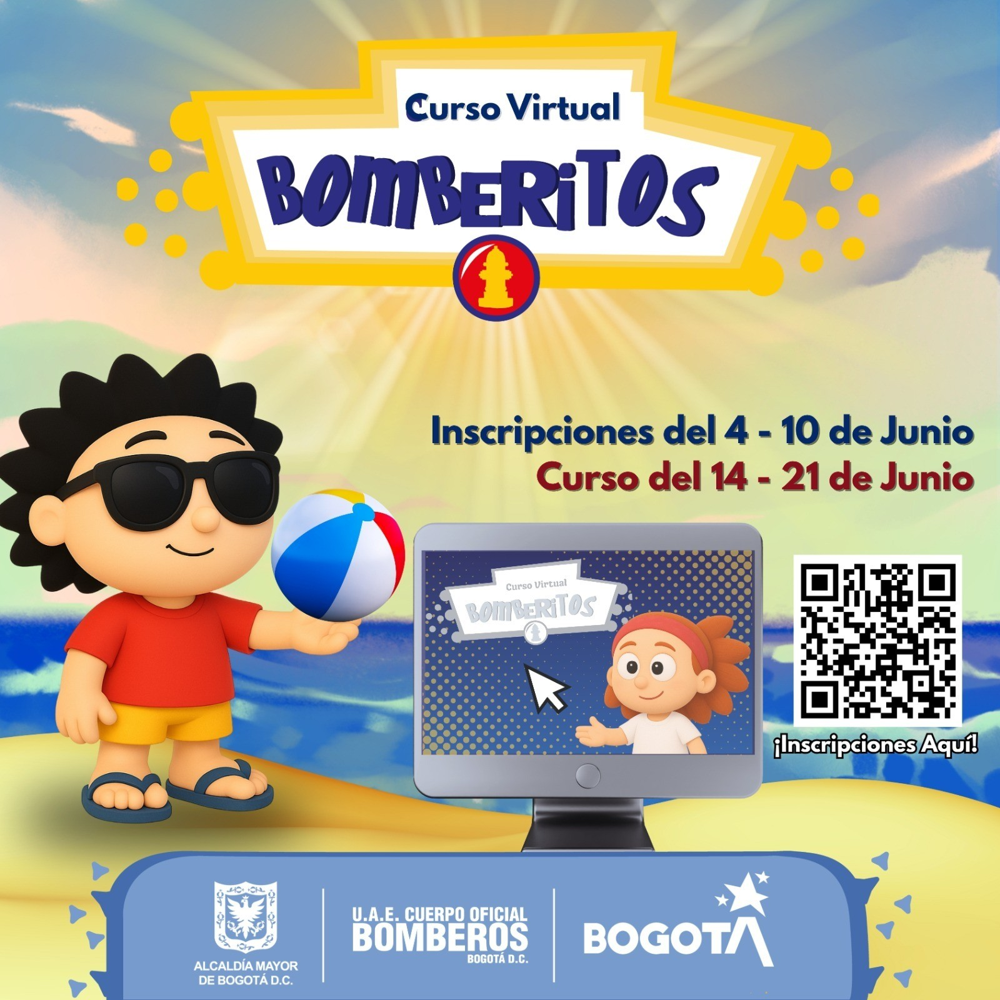 Curso Virtual
BOMBERiTOS
Inscripciones del 4 - 10 de Junio
Curso del 14 - 21 de Junio
Curso Virtual
BOMBERiTOS
¡Inscripciones Aquí!
ALCALDÍA MAYOR
DE BOGOTÁ D.C.
U.A.E. CUERPO OFICIAL
BOMBEROS
BOGOTÁ D.C.
BOGOTÁ